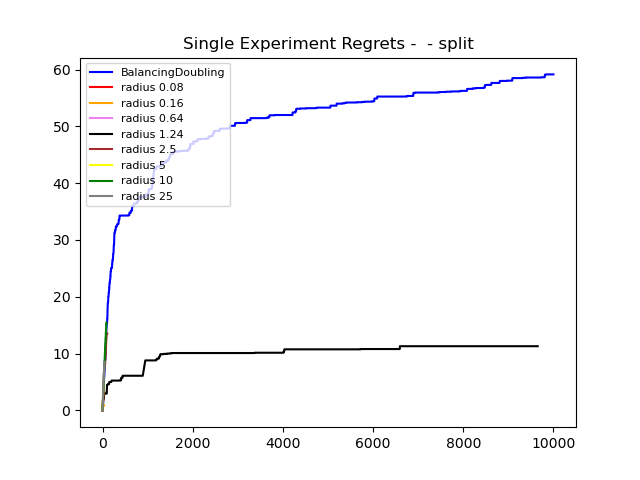 Single Experiment Regrets -  - split
60
50
40
30
20
10
0
BalancingDoubling
radius 0.08
radius 0.16
radius 0.64
radius 1.24
radius 2.5
radius 5
radius 10
radius 25
0 2000 4000 6000 8000 10000